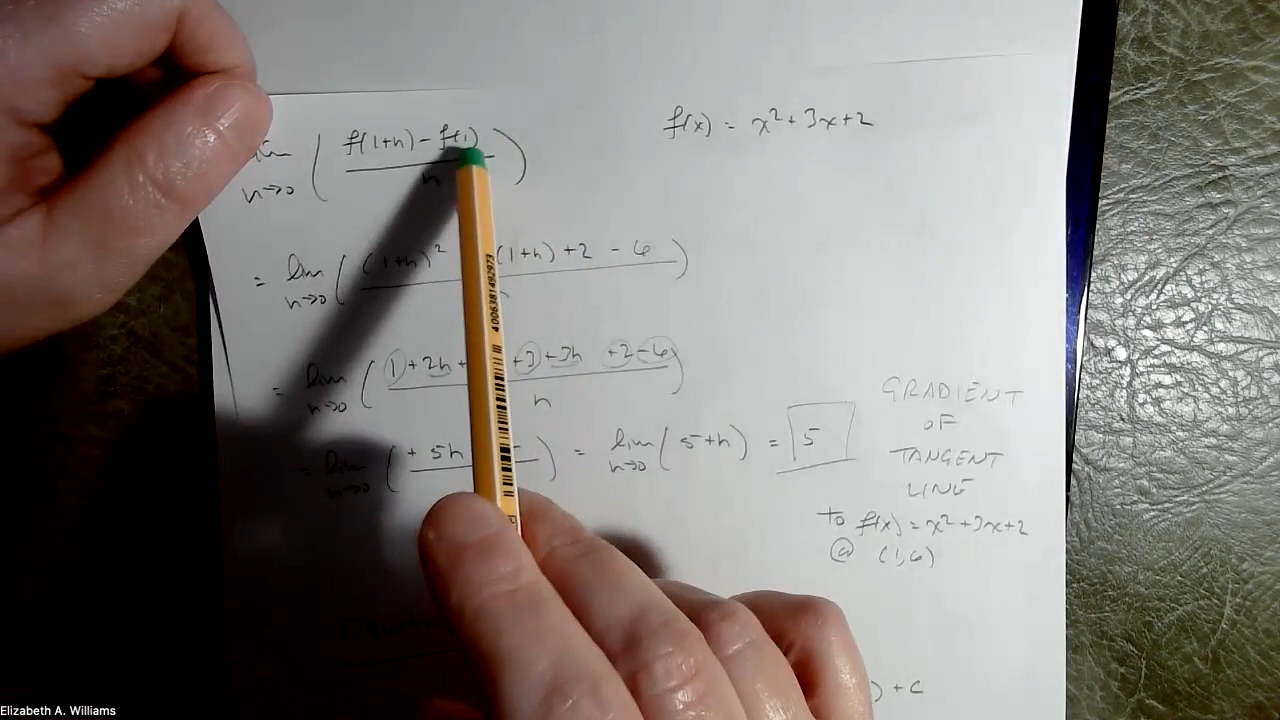 lim ( f(1+h) - f(1) ) f(x) = x² + 3x + 2
h→0 h
= lim ( (1+h)² (1+h) + 2 - 6 )
h→0
= lim ( 1 + 2h + + 3 + 3h + 2 - 6 )
h→0 h
= lim ( + 5h ) = lim ( 5 + h ) = 5
h→0 h→0
GRADIENT
OF
TANGENT
LINE
to f(x) = x² + 3x + 2
@ (1,6)
) + c
4006381492973
Elizabeth A. Williams